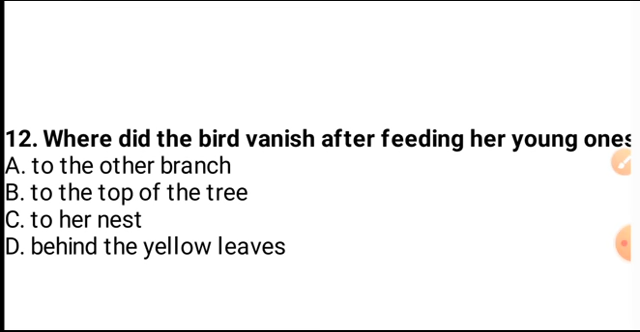 12. Where did the bird vanish after feeding her young ones
A. to the other branch
B. to the top of the tree
C. to her nest
D. behind the yellow leaves